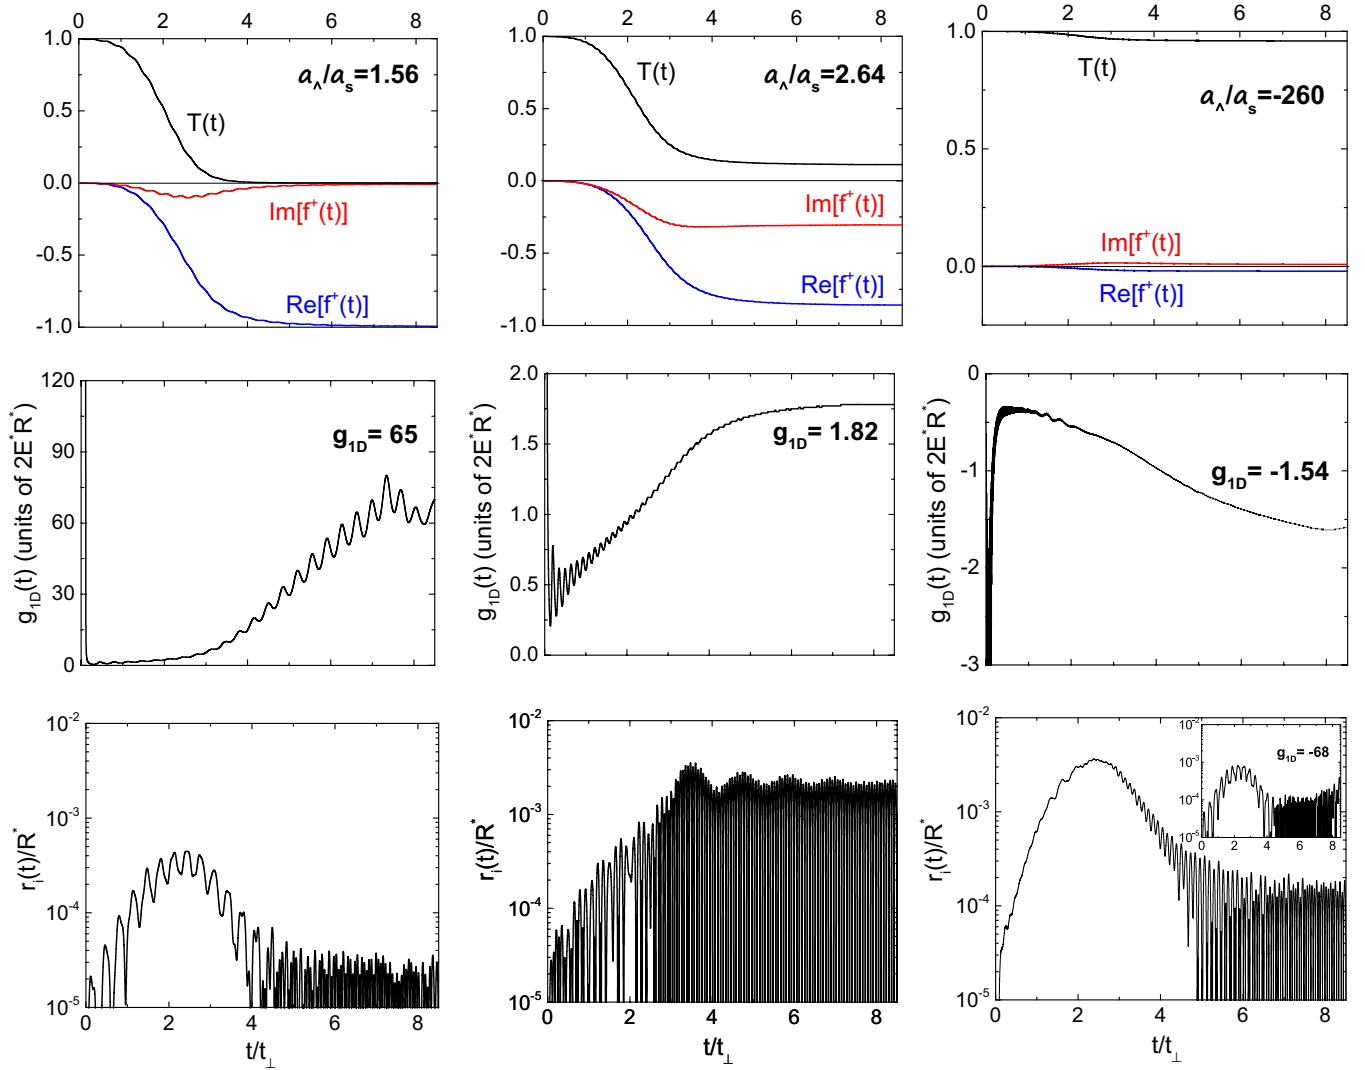 0 2 4 6 8
1.0
0.5
0.0
-0.5
-1.0
a^/as=1.56
T(t)
Im[f+(t)]
Re[f+(t)]
0 2 4 6 8
1.0
0.5
0.0
-0.5
-1.0
T(t)
a^/as=2.64
Im[f+(t)]
Re[f+(t)]
0 2 4 6 8
1.0
0.5
0.0
T(t)
a^/as=-260
Im[f+(t)]
Re[f+(t)]
120
90
60
30
0
g1D(t) (units of 2E*R*)
g1D= 65
2.0
1.5
1.0
0.5
0.0
g1D(t) (units of 2E*R*)
g1D= 1.82
0
-1
-2
-3
g1D(t) (units of 2E*R*)
g1D= -1.54
10-2
10-3
10-4
10-5
ri(t)/R*
0 2 4 6 8
t/t⊥
10-2
10-3
10-4
10-5
ri(t)/R*
0 2 4 6 8
t/t⊥
10-2
10-3
10-4
10-5
ri(t)/R*
10-2
10-3
10-4
10-5
g1D= -68
0 2 4 6 8
0 2 4 6 8
t/t⊥